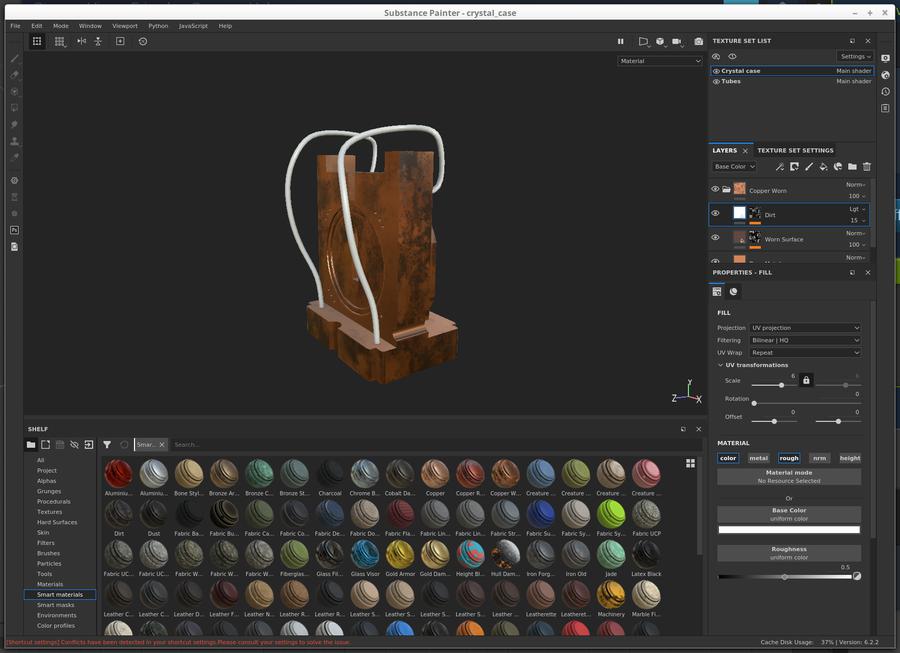 Substance Painter - crystal_case
File Edit Mode Window Viewport Python JavaScript Help
Material
TEXTURE SET LIST
Settings
Crystal case Main shader
Tubes Main shader
LAYERS TEXTURE SET SETTINGS
Base Color
Copper Worn Norm 100
Dirt Lgt 15
Worn Surface Norm 100
Norm
PROPERTIES - FILL
FILL
Projection UV projection
Filtering Bilinear | HQ
UV Wrap Repeat
UV transformations
Scale 6 6
Rotation 0
Offset 0 0
MATERIAL
color metal rough nrm height
Material mode
No Resource Selected
Or
Base Color
uniform color
Roughness
uniform color
0.5
Y
Z X
SHELF
Smar... Search...
All
Project
Alphas
Grunges
Procedurals
Textures
Hard Surfaces
Skin
Filters
Brushes
Particles
Tools
Materials
Smart materials
Smart masks
Environments
Color profiles
Aluminiu... Aluminiu... Bone Styl... Bronze Ar... Bronze C... Bronze St... Charcoal Chrome B... Cobalt Da... Copper Copper R... Copper W... Creature ... Creature ... Creature ... Creature ...
Dirt Dust Fabric Ba... Fabric Bu... Fabric Ca... Fabric De... Fabric Do... Fabric Fla... Fabric Lin... Fabric Lin... Fabric Lin... Fabric Str... Fabric Su... Fabric Sy... Fabric Sy... Fabric UCP
Fabric UC... Fabric UC... Fabric W... Fabric W... Fabric W... Fiberglas... Glass Fil... Glass Visor Gold Armor Gold Dam... Height Bl... Hull Dam... Iron Forg... Iron Old Jade Latex Black
Leather C... Leather C... Leather D... Leather F... Leather N... Leather R... Leather C... Leather S... Leather S... Leather S... Leather S... Leather ... Leatherette Leatheret... Machinery Marble Fi...
[Shortcut settings] Conflicts have been detected in your shortcut settings.Please consult your settings to solve the issue. Cache Disk Usage: 37% | Version: 6.2.2